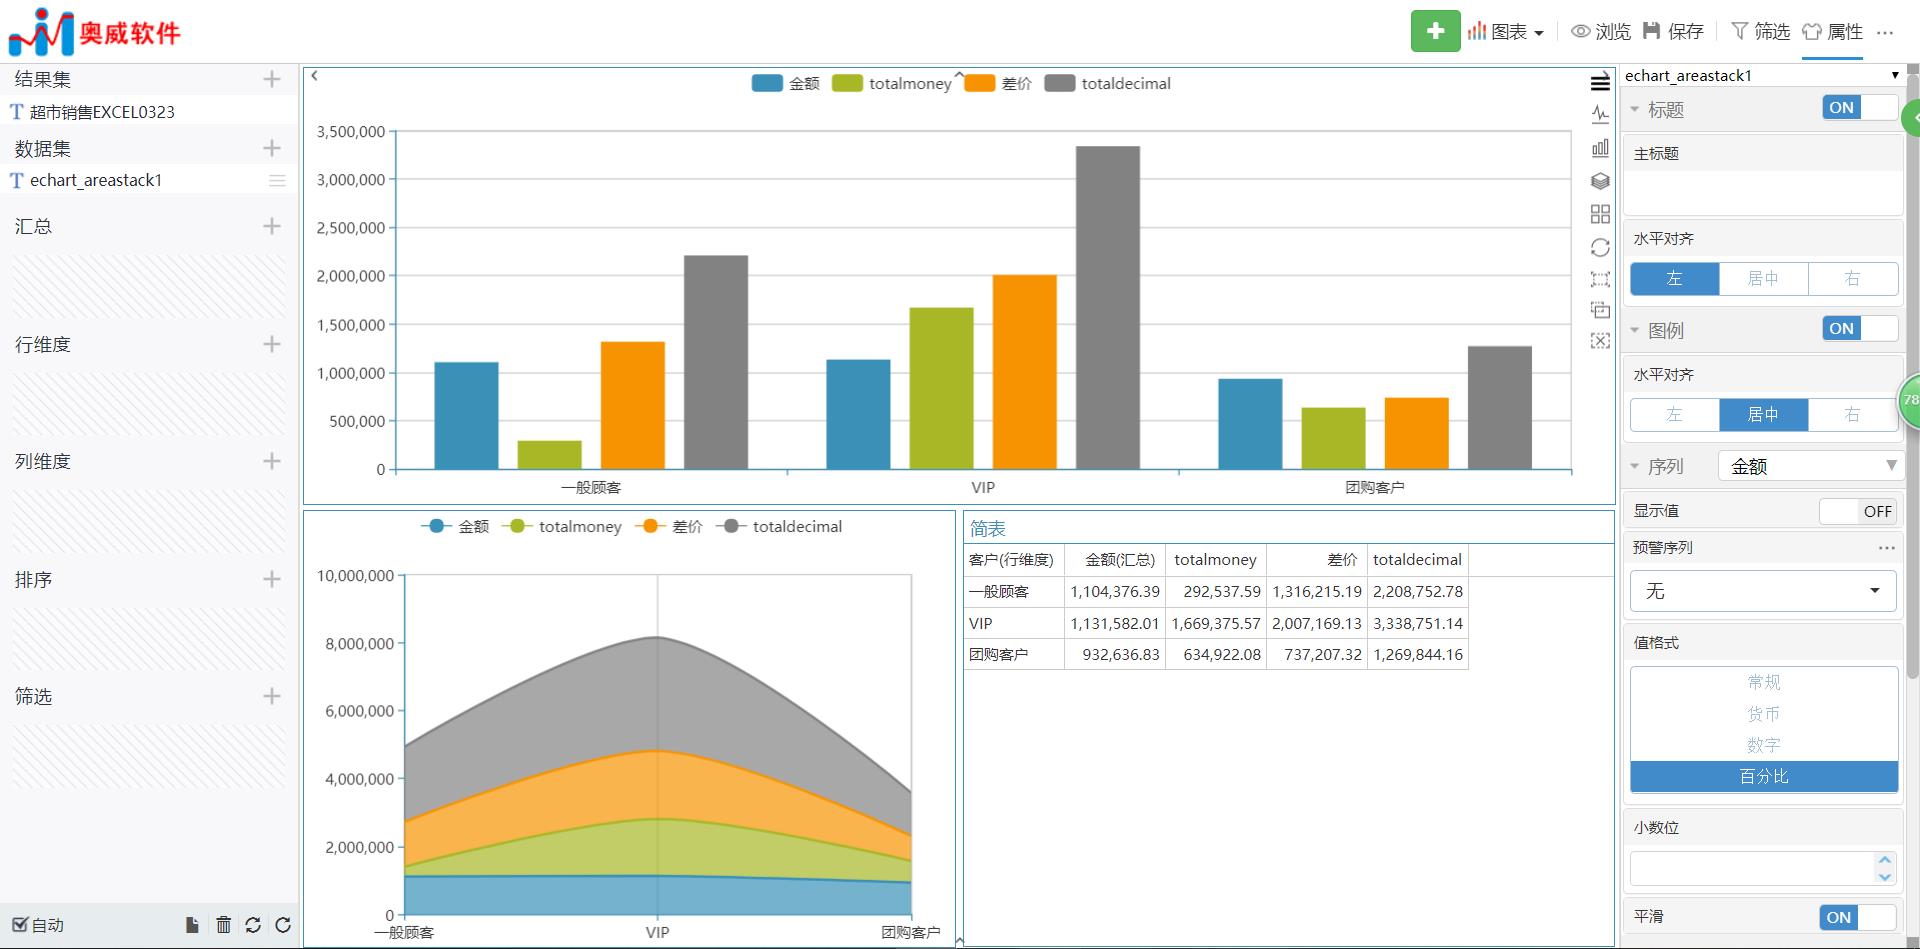 奥威软件
图表
浏览
保存
筛选
属性
结果集
超市销售EXCEL0323
数据集
echart_areastack1
汇总
行维度
列维度
排序
筛选
自动
金额 totalmoney 差价 totaldecimal
3,500,000
3,000,000
2,500,000
2,000,000
1,500,000
1,000,000
500,000
0
一般顾客 VIP 团购客户
金额 totalmoney 差价 totaldecimal
10,000,000
8,000,000
6,000,000
4,000,000
2,000,000
0
一般顾客 VIP 团购客户
简表
客户(行维度) 金额(汇总) totalmoney 差价 totaldecimal
一般顾客 1,104,376.39 292,537.59 1,316,215.19 2,208,752.78
VIP 1,131,582.01 1,669,375.57 2,007,169.13 3,338,751.14
团购客户 932,636.83 634,922.08 737,207.32 1,269,844.16
echart_areastack1
标题 ON
主标题
水平对齐
左 居中 右
图例 ON
水平对齐
左 居中 右
78
序列 金额
显示值 OFF
预警序列
无
值格式
常规
货币
数字
百分比
小数位
平滑 ON